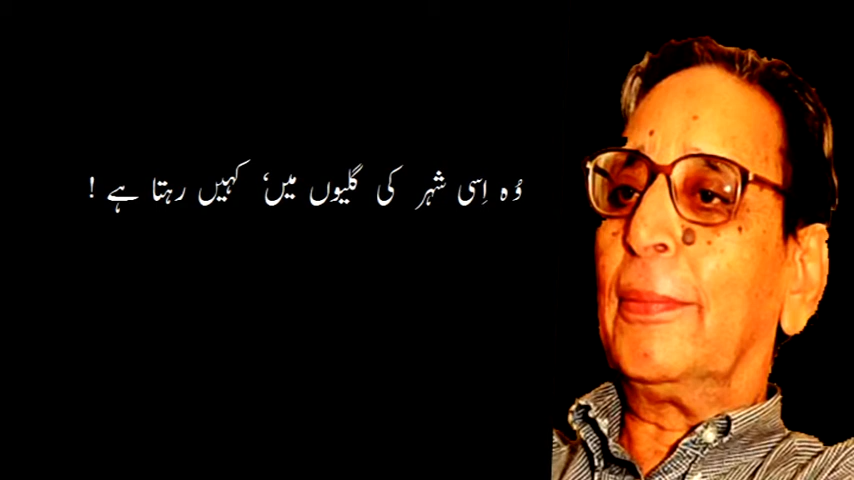 وُہ اِسی شہر کی گلیوں میں‘ کہیں رہتا ہے !